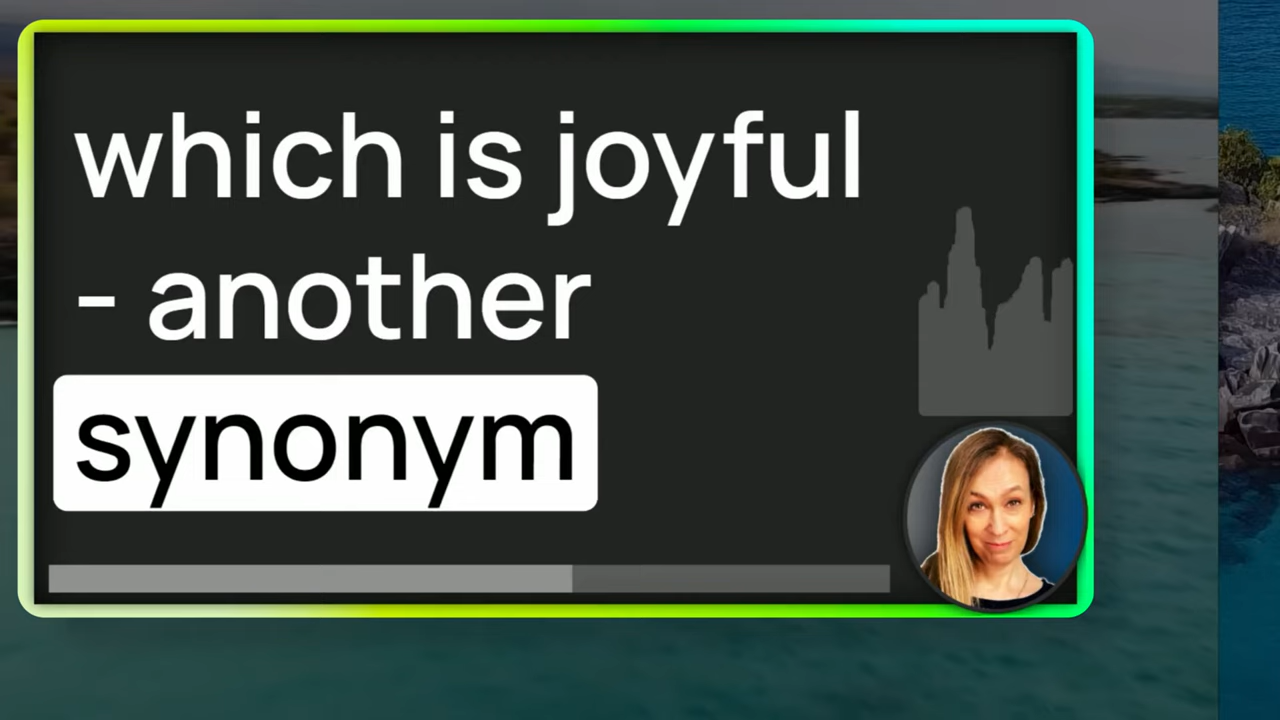 which is joyful
- another
synonym